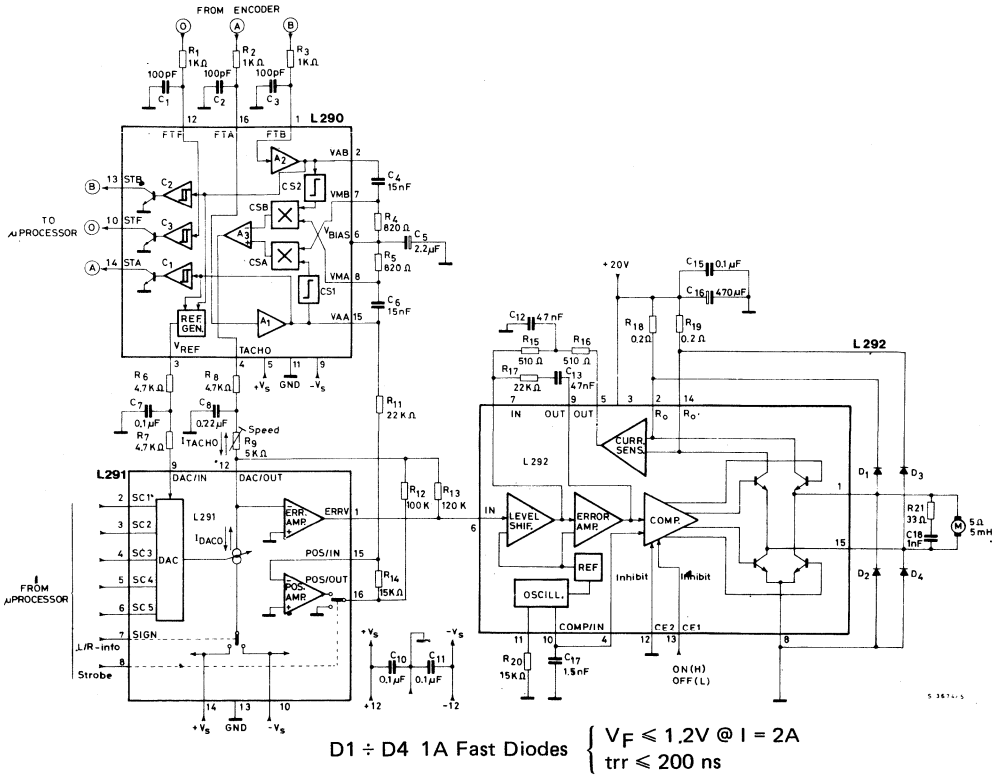 FROM ENCODER
O
A
B
R1
1KΩ
R2
1KΩ
R3
1KΩ
100pF
C1
100pF
C2
100pF
C3
12
16
1
L290
FTF
FTA
FTB
A2
VAB
2
C4
15nF
CS2
13
STB
B
C2
CSB
VMB
7
R4
820Ω
TO
μPROCESSOR
O
10
STF
C3
A3
VBIAS
6
C5
2.2μF
CSA
R5
820Ω
A
14
STA
C1
VMA
8
CS1
C6
15nF
REF.
GEN.
A1
VAA
15
VREF
TACHO
3
4
5
11
9
+Vs
GND
-Vs
R6
4.7KΩ
R8
4.7KΩ
C7
0.1μF
C8
0.22μF
R7
4.7KΩ
ITACHO
Speed
R9
5KΩ
R11
22KΩ
L291
9
12
DAC/IN
DAC/OUT
R12
100K
R13
120K
2
SC1
3
SC2
4
SC3
5
SC4
6
SC5
DAC
L291
IDACO
ERR.
AMP.
ERRV
1
POS/IN
15
POS.
AMP.
POS/OUT
16
R14
15KΩ
FROM
μPROCESSOR
7
SIGN
L/R-info
8
Strobe
14
13
10
+Vs
GND
-Vs
+Vs
-Vs
C10
0.1μF
C11
0.1μF
+12
-12
+20V
C15
0.1μF
C16
470μF
R18
0.2Ω
R19
0.2Ω
L292
C12
47nF
R15
510Ω
R16
510Ω
R17
22KΩ
C13
47nF
7
9
5
3
2
14
IN
OUT
OUT
Ro
Ro'
L292
CURR.
SENS.
6
IN
LEVEL
SHIF.
ERROR
AMP.
COMP.
REF
OSCILL.
Inhibit
Inhibit
COMP/IN
CE2
CE1
11
10
4
12
13
8
R20
15KΩ
C17
1.5nF
ON(H)
OFF(L)
1
15
D1
D3
D2
D4
R21
33Ω
C18
1nF
M
5Ω
5mH
S 3674/5
D1 ÷ D4 1A Fast Diodes { VF ⩽ 1.2V @ I = 2A
trr ⩽ 200 ns